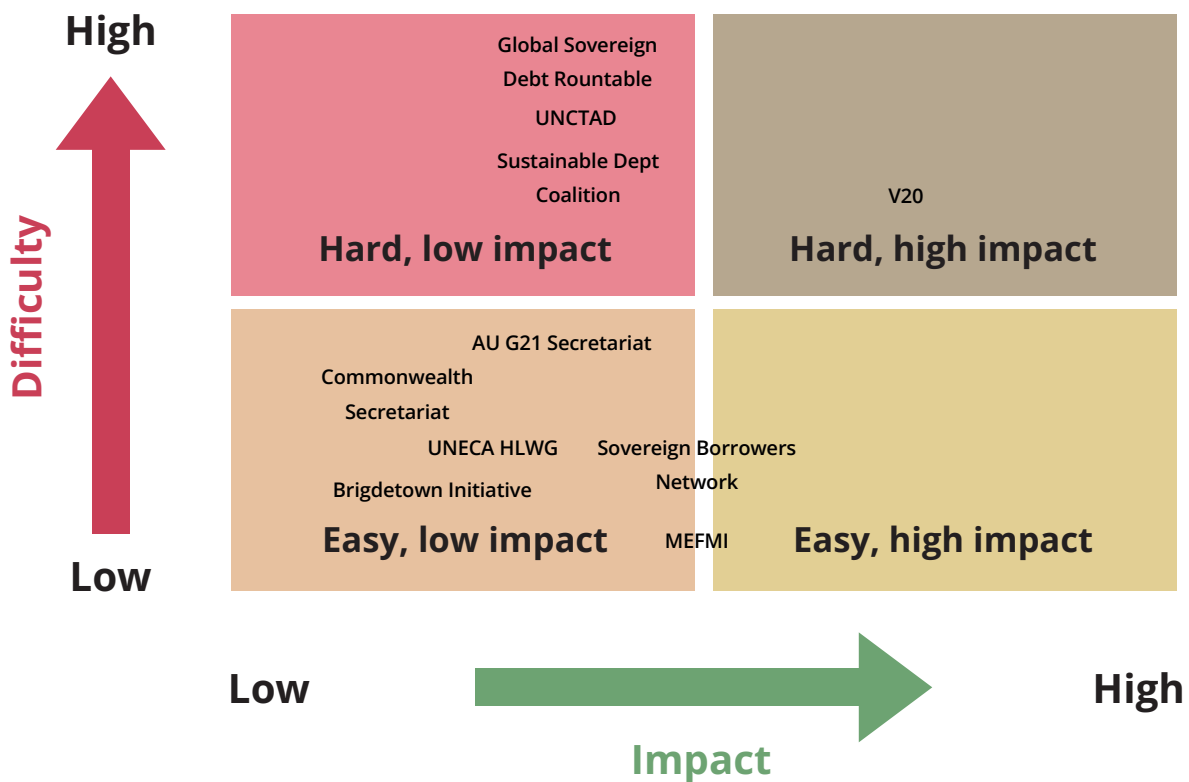 High
Global Sovereign
Debt Rountable
UNCTAD
Sustainable Dept
Coalition
V20
Hard, low impact
Hard, high impact
Difficulty
AU G21 Secretariat
Commonwealth
Secretariat
UNECA HLWG
Sovereign Borrowers
Network
Brigdetown Initiative
Easy, low impact
MEFMI
Easy, high impact
Low
Low
High
Impact